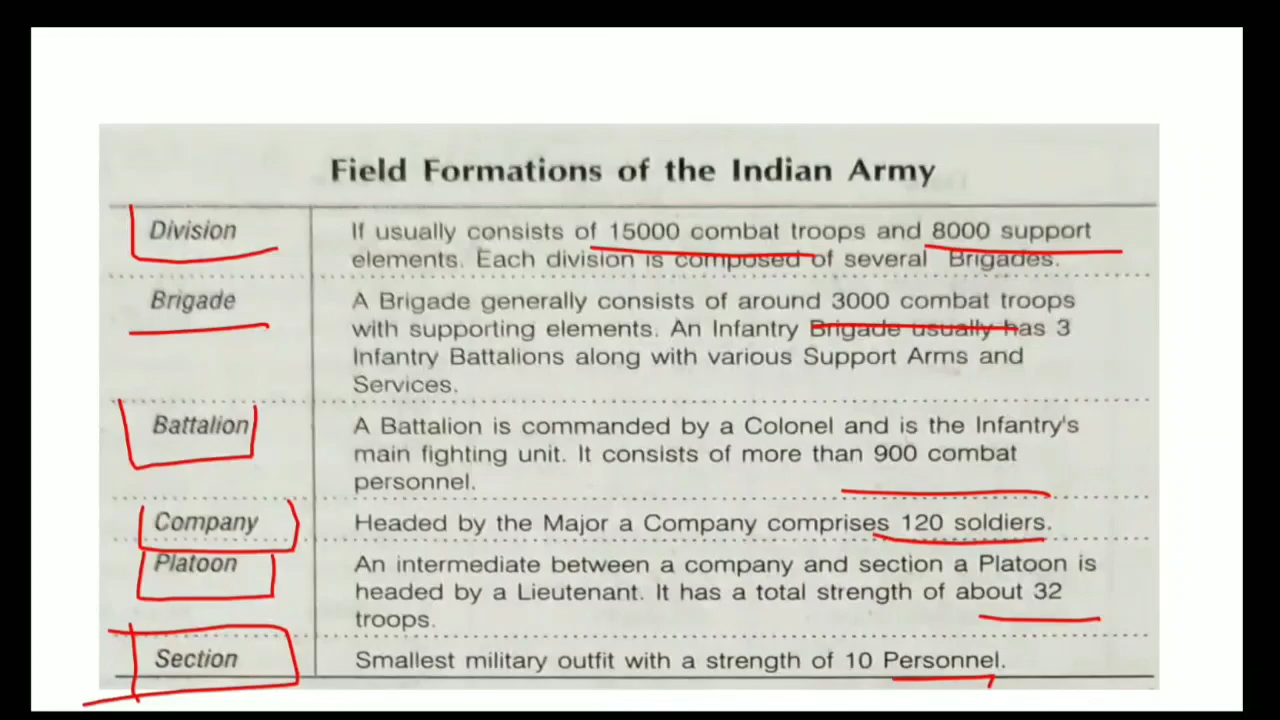 Field Formations of the Indian Army
Division
If usually consists of 15000 combat troops and 8000 support
elements. Each division is composed of several Brigades.
Brigade
A Brigade generally consists of around 3000 combat troops
with supporting elements. An Infantry Brigade usually has 3
Infantry Battalions along with various Support Arms and
Services.
Battalion
A Battalion is commanded by a Colonel and is the Infantry's
main fighting unit. It consists of more than 900 combat
personnel.
Company
Headed by the Major a Company comprises 120 soldiers.
Platoon
An intermediate between a company and section a Platoon is
headed by a Lieutenant. It has a total strength of about 32
troops.
Section
Smallest military outfit with a strength of 10 Personnel.